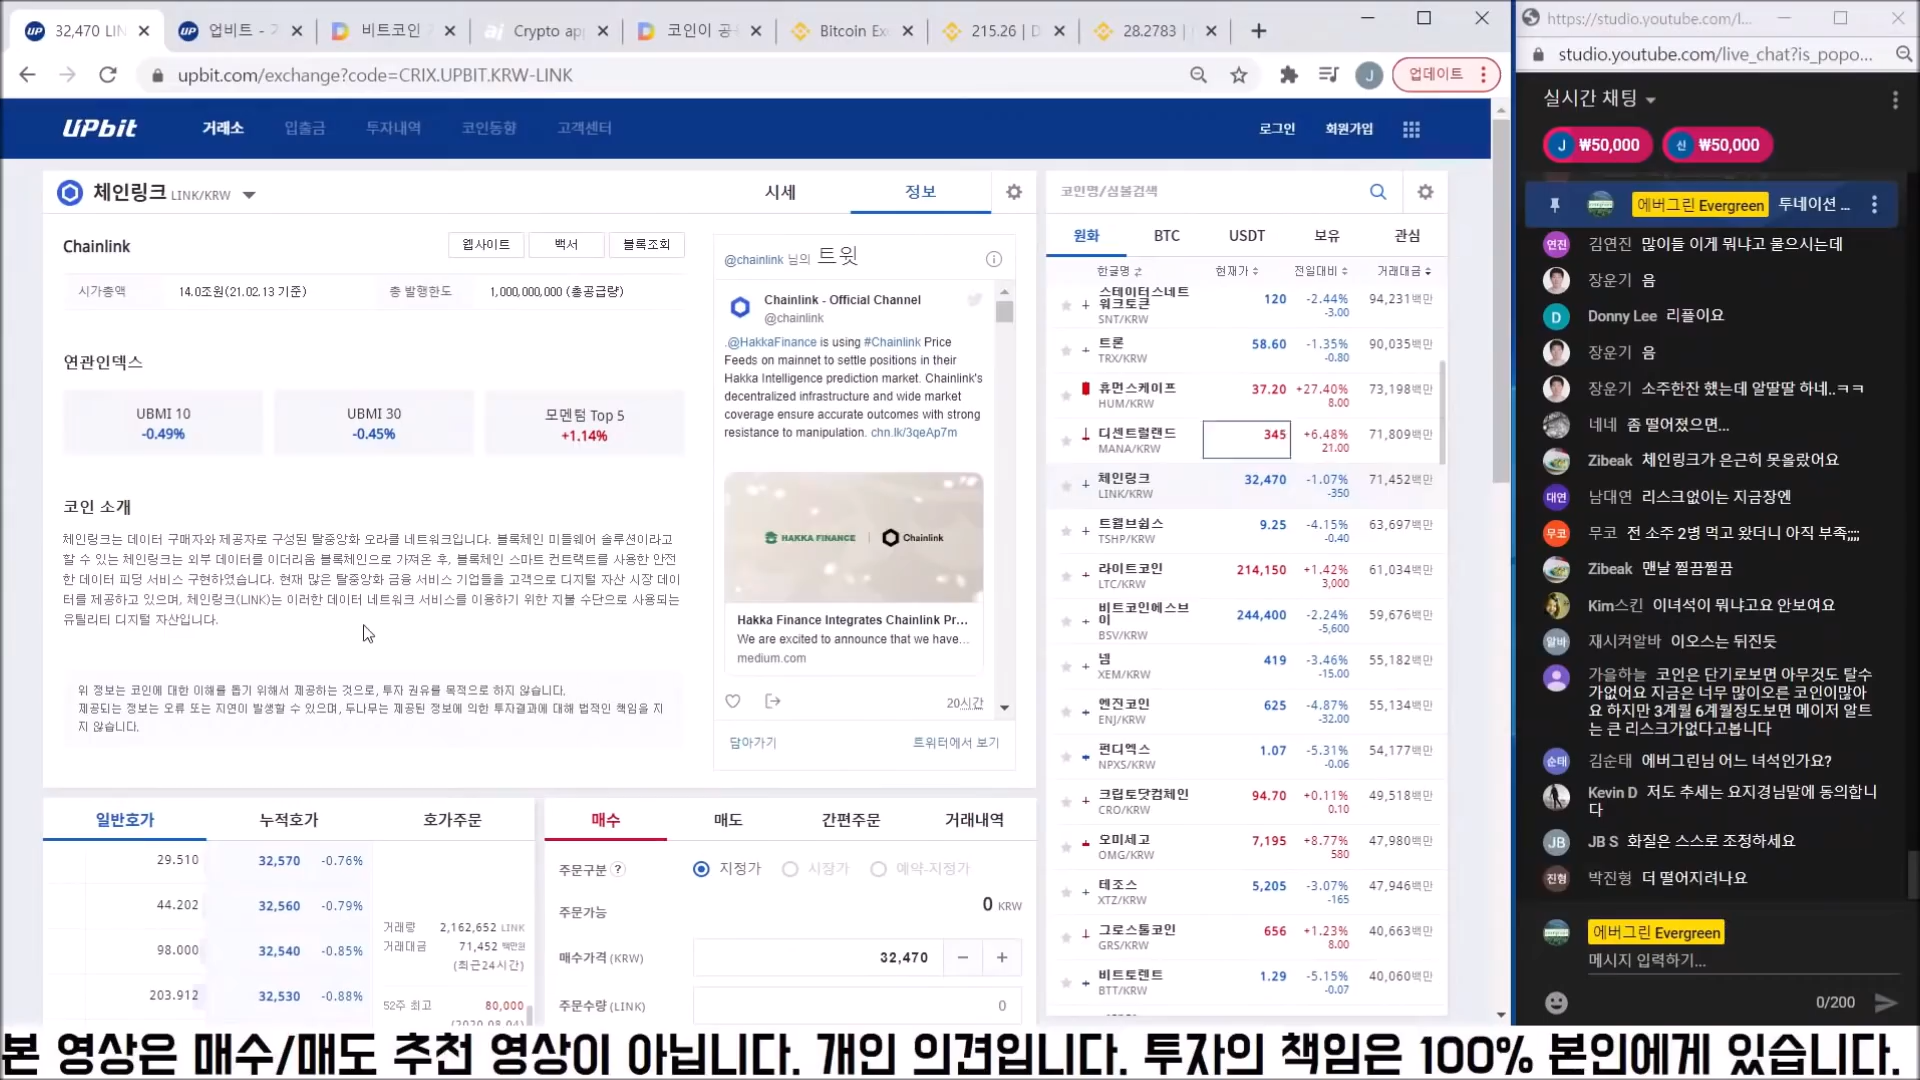 32,470 LIN
업비트 - 가
비트코인
Crypto app
코인이 공
Bitcoin Exc
215.26 | D
28.2783 |
upbit.com/exchange?code=CRIX.UPBIT.KRW-LINK
J
업데이트
UPbit
거래소
입출금
투자내역
코인동향
고객센터
로그인
회원가입
체인링크 LINK/KRW
시세
정보
Chainlink
웹사이트
백서
블록조회
시가총액
14.0조원(21.02.13 기준)
총 발행한도
1,000,000,000 (총공급량)
연관인덱스
UBMI 10
-0.49%
UBMI 30
-0.45%
모멘텀 Top 5
+1.14%
코인 소개
체인링크는 데이터 구매자와 제공자로 구성된 탈중앙화 오라클 네트워크입니다. 블록체인 미들웨어 솔루션이라고
할 수 있는 체인링크는 외부 데이터를 이더리움 블록체인으로 가져온 후, 블록체인 스마트 컨트랙트를 사용한 안전
한 데이터 피딩 서비스 구현하였습니다. 현재 많은 탈중앙화 금융 서비스 기업들을 고객으로 디지털 자산 시장 데이
터를 제공하고 있으며, 체인링크(LINK)는 이러한 데이터 네트워크 서비스를 이용하기 위한 지불 수단으로 사용되는
유틸리티 디지털 자산입니다.
위 정보는 코인에 대한 이해를 돕기 위해서 제공하는 것으로, 투자 권유를 목적으로 하지 않습니다.
제공되는 정보는 오류 또는 지연이 발생할 수 있으며, 두나무는 제공된 정보에 의한 투자결과에 대해 법적인 책임을 지
지 않습니다.
@chainlink 님의 트윗
Chainlink - Official Channel
@chainlink
.@HakkaFinance is using #Chainlink Price
Feeds on mainnet to settle positions in their
Hakka Intelligence prediction market. Chainlink's
decentralized infrastructure and wide market
coverage ensure accurate outcomes with strong
resistance to manipulation. chn.lk/3qeAp7m
HAKKA FINANCE | Chainlink
Hakka Finance Integrates Chainlink Pr...
We are excited to announce that we have...
medium.com
20시간
담아가기
트위터에서 보기
일반호가
누적호가
호가주문
29.510 32,570 -0.76%
44.202 32,560 -0.79%
98.000 32,540 -0.85%
203.912 32,530 -0.88%
거래량 2,162,652 LINK
거래대금 71,452 백만원
(최근24시간)
52주 최고 80,000
(2020.08.04)
매수
매도
간편주문
거래내역
주문구분 ?
지정가
시장가
예약-지정가
주문가능
0 KRW
매수가격 (KRW)
32,470
− +
주문수량 (LINK)
0
코인명/심볼검색
원화
BTC
USDT
보유
관심
한글명
현재가
전일대비
거래대금
스테이터스네트
워크토큰 120 -2.44% 94,231백만
SNT/KRW -3.00
트론 58.60 -1.35% 90,035백만
TRX/KRW -0.80
휴먼스케이프 37.20 +27.40% 73,198백만
HUM/KRW 8.00
디센트럴랜드 345 +6.48% 71,809백만
MANA/KRW 21.00
체인링크 32,470 -1.07% 71,452백만
LINK/KRW -350
트웰브쉽스 9.25 -4.15% 63,697백만
TSHP/KRW -0.40
라이트코인 214,150 +1.42% 61,034백만
LTC/KRW 3,000
비트코인에스브
이 244,400 -2.24% 59,676백만
BSV/KRW -5,600
넴 419 -3.46% 55,182백만
XEM/KRW -15.00
엔진코인 625 -4.87% 55,134백만
ENJ/KRW -32.00
펀디엑스 1.07 -5.31% 54,177백만
NPXS/KRW -0.06
크립토닷컴체인 94.70 +0.11% 49,518백만
CRO/KRW 0.10
오미세고 7,195 +8.77% 47,980백만
OMG/KRW 580
테조스 5,205 -3.07% 47,946백만
XTZ/KRW -165
그로스톨코인 656 +1.23% 40,663백만
GRS/KRW 8.00
비트토렌트 1.29 -5.15% 40,060백만
BTT/KRW -0.07
https://studio.youtube.com/l...
studio.youtube.com/live_chat?is_popo...
실시간 채팅
J ₩50,000
신 ₩50,000
에버그린 Evergreen 투네이션 ...
연진 김연진 많이들 이게 뭐냐고 물으시는데
장운기 음
D Donny Lee 리플이요
장운기 음
장운기 소주한잔 했는데 알딸딸 하네..ㅋㅋ
네네 좀 떨어졌으면...
Zibeak 체인링크가 은근히 못올랐어요
대연 남대연 리스크없이는 지금장엔
무코 무코 전 소주 2병 먹고 왔더니 아직 부족;;;;
Zibeak 맨날 찔끔찔끔
Kim스킨 이녀석이 뭐냐고요 안보여요
알바 재시켜알바 이오스는 뒤진듯
가을하늘 코인은 단기로보면 아무것도 탈수
가없어요 지금은 너무 많이오른 코인이많아
요 하지만 3계월 6계월정도보면 메이저 알트
는 큰 리스크가없다고봅니다
순태 김순태 에버그린님 어느 녀석인가요?
Kevin D 저도 추세는 요지경님말에 동의합니
다
JB JB S 화질은 스스로 조정하세요
진형 박진형 더 떨어지려나요
에버그린 Evergreen
메시지 입력하기...
0/200
본 영상은 매수/매도 추천 영상이 아닙니다. 개인 의견입니다. 투자의 책임은 100% 본인에게 있습니다.